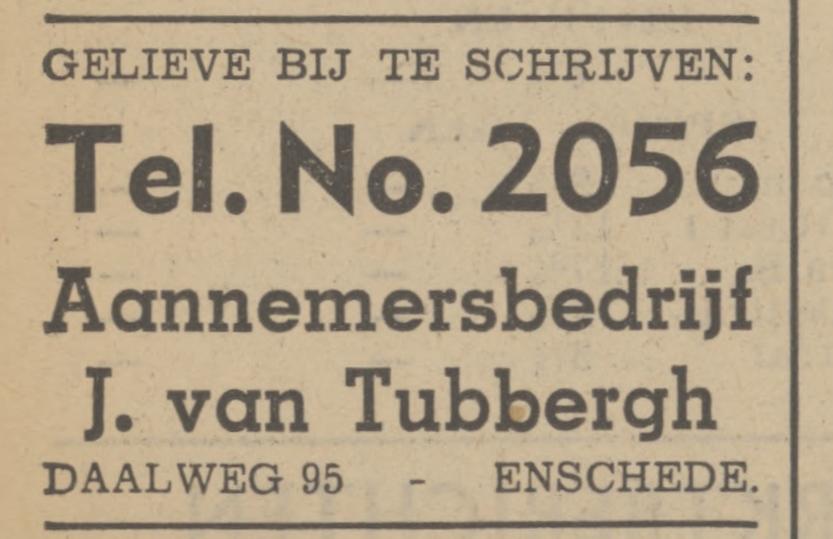 GELIEVE BIJ TE SCHRIJVEN:
Tel. No. 2056
Aannemersbedrijf
J. van Tubbergh
DAALWEG 95 - ENSCHEDE.